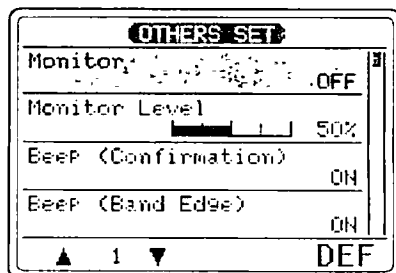 OTHERS SET
Monitor
OFF
Monitor Level
50%
Beep (Confirmation)
ON
Beep (Band Edge)
ON
▲ 1 ▼ DEF